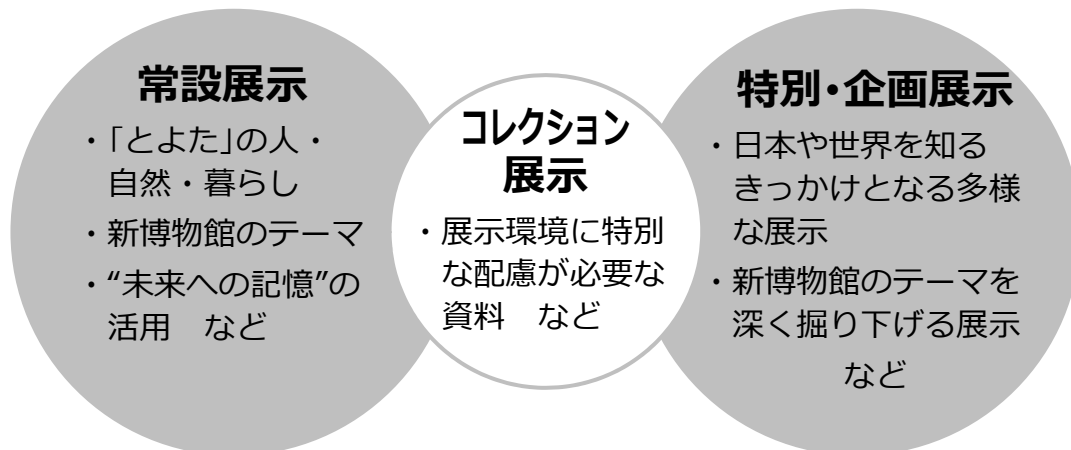 常設展示
・「とよた」の人・
自然・暮らし
・新博物館のテーマ
・“未来への記憶”の
活用　など
コレクション
展示
・展示環境に特別
な配慮が必要な
資料　など
特別・企画展示
・日本や世界を知る
きっかけとなる多様
な展示
・新博物館のテーマを
深く掘り下げる展示
など